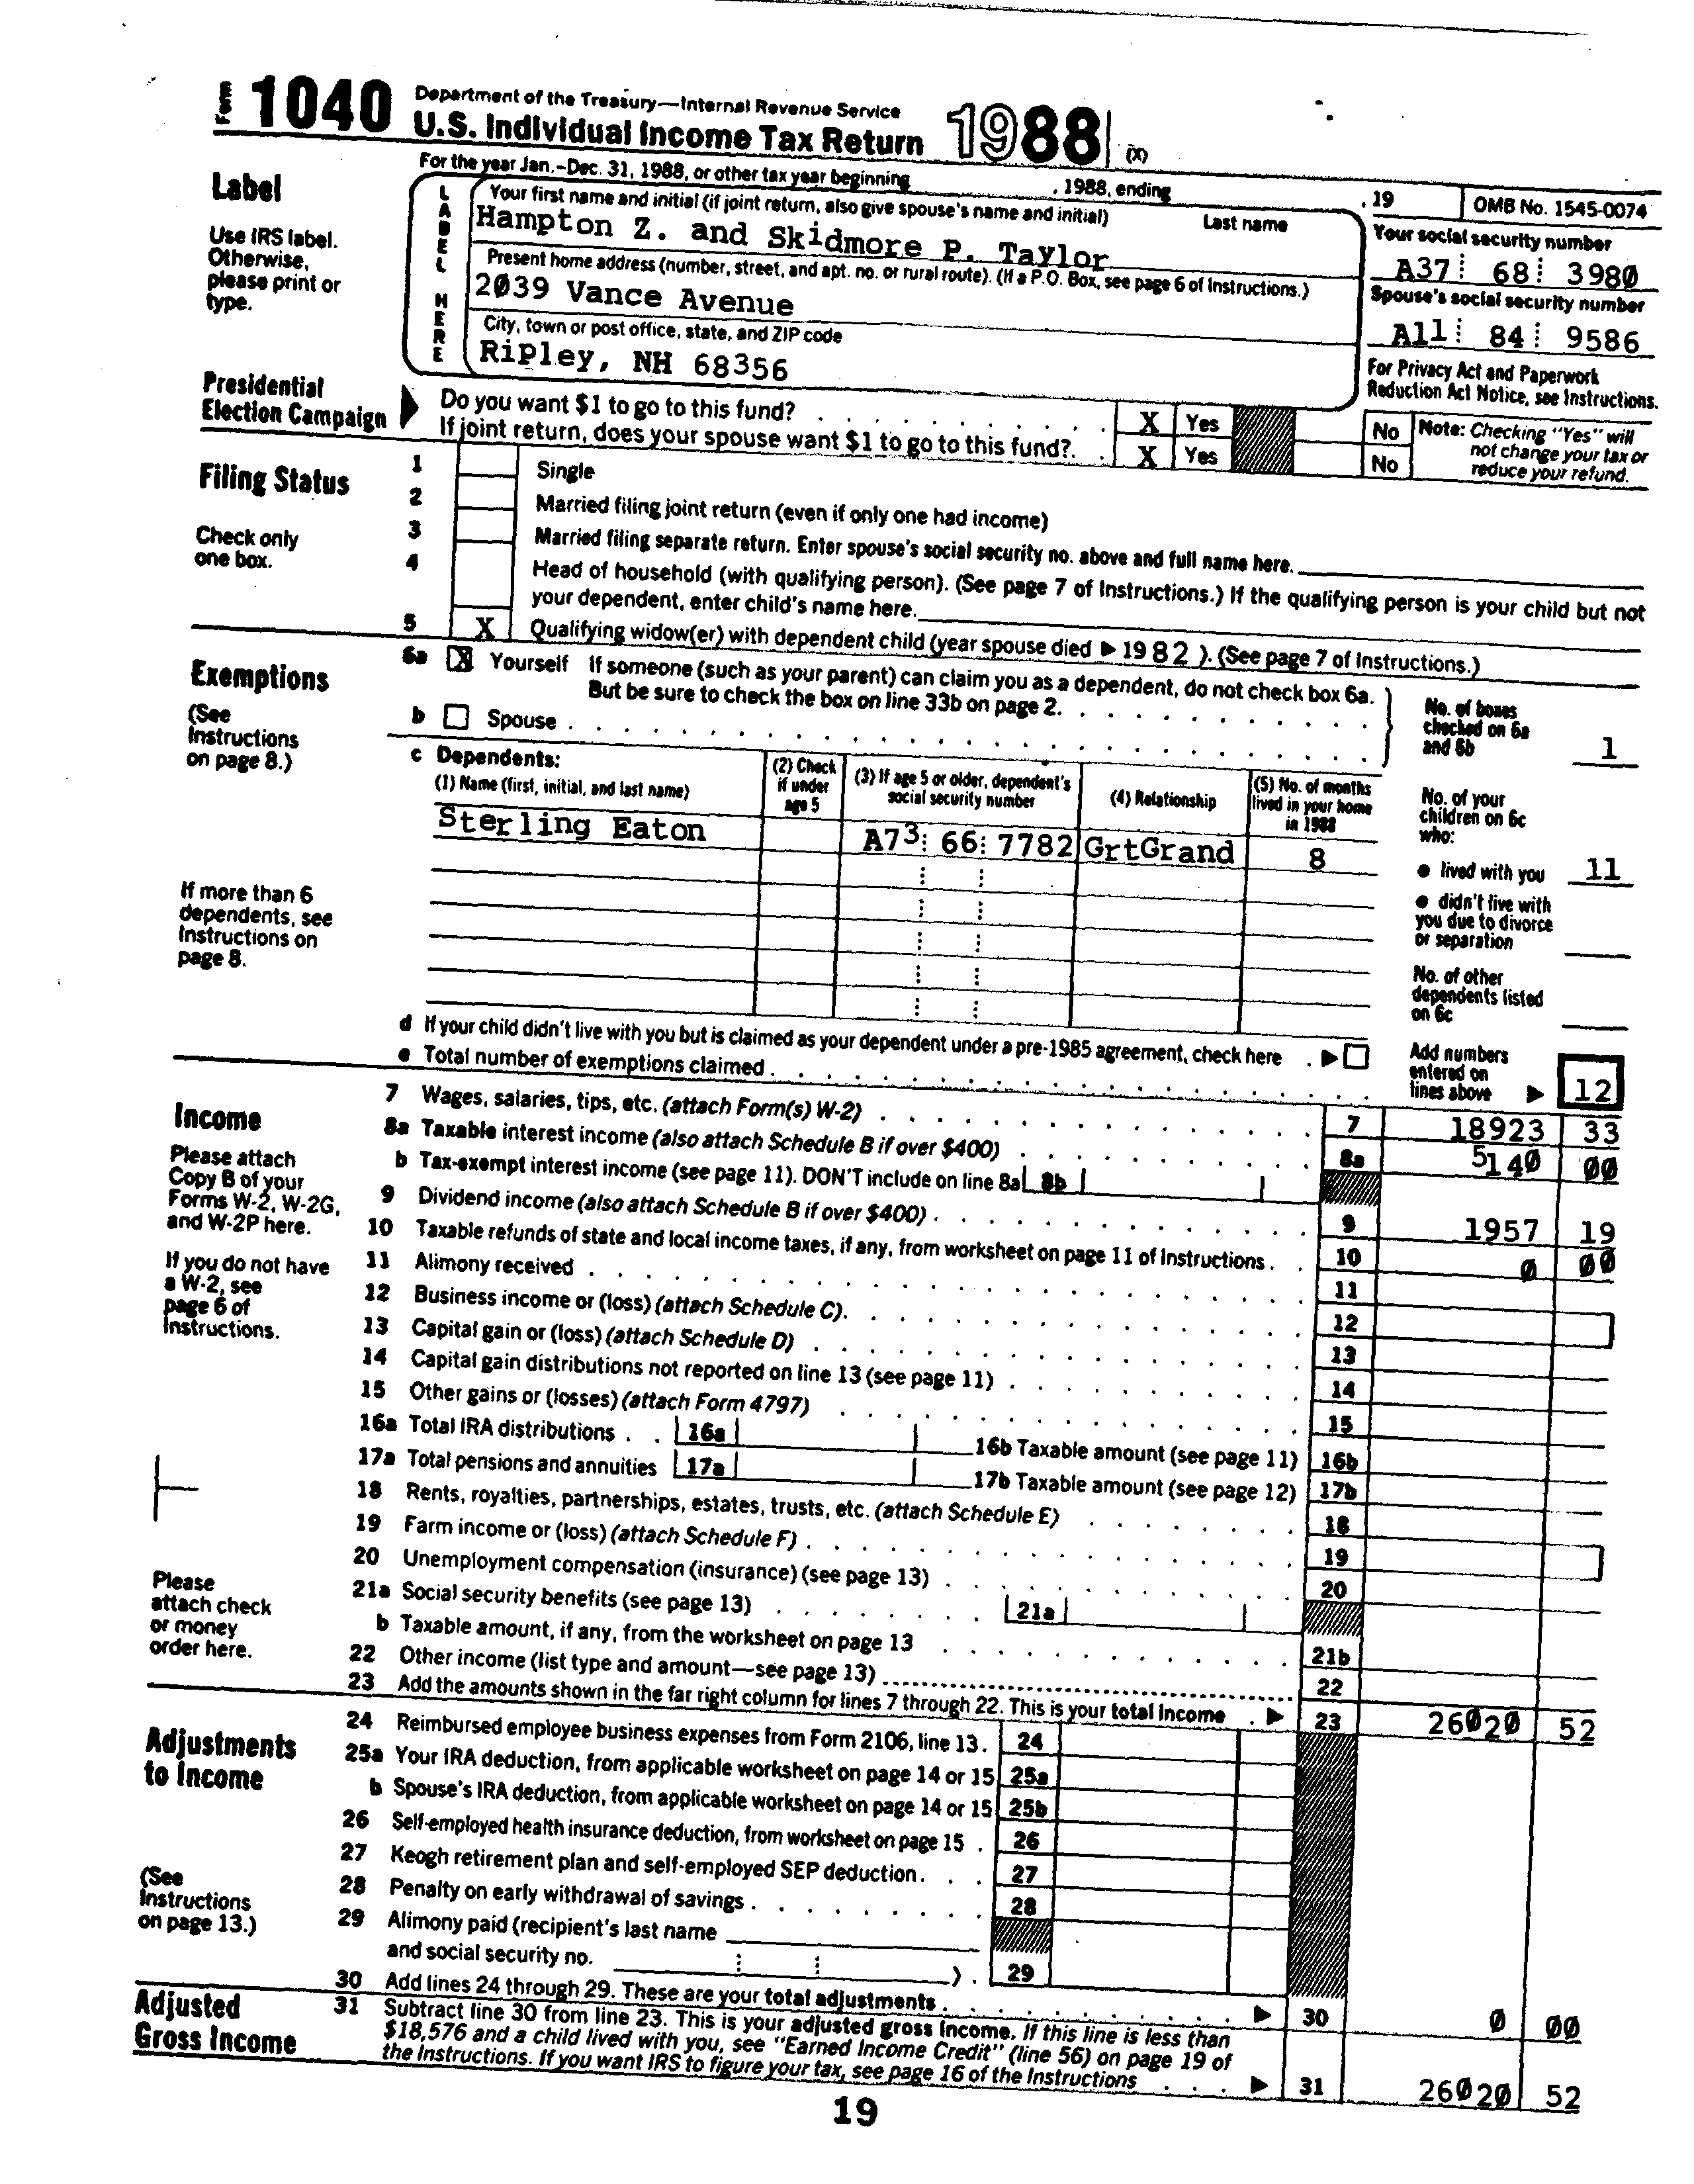 Form 1040 Department of the Treasury—Internal Revenue Service
U.S. Individual Income Tax Return 1988 (X)
For the year Jan.–Dec. 31, 1988, or other tax year beginning , 1988, ending , 19 OMB No. 1545-0074
Label
Use IRS label.
Otherwise,
please print or
type.
LABEL HERE
Your first name and initial (if joint return, also give spouse's name and initial) Last name
Hampton Z. and Skidmore P. Taylor
Your social security number
A37 68 3980
Present home address (number, street, and apt. no. or rural route). (If a P.O. Box, see page 6 of Instructions.)
2039 Vance Avenue
Spouse's social security number
A11 84 9586
City, town or post office, state, and ZIP code
Ripley, NH 68356
For Privacy Act and Paperwork
Reduction Act Notice, see Instructions.
Presidential
Election Campaign
Do you want $1 to go to this fund? X Yes No
If joint return, does your spouse want $1 to go to this fund?. X Yes No
Note: Checking "Yes" will
not change your tax or
reduce your refund.
Filing Status
Check only
one box.
1 Single
2 Married filing joint return (even if only one had income)
3 Married filing separate return. Enter spouse's social security no. above and full name here.
4 Head of household (with qualifying person). (See page 7 of Instructions.) If the qualifying person is your child but not
your dependent, enter child's name here.
5 X Qualifying widow(er) with dependent child (year spouse died ▶ 1982 ). (See page 7 of Instructions.)
Exemptions
(See
Instructions
on page 8.)
6a X Yourself If someone (such as your parent) can claim you as a dependent, do not check box 6a.
But be sure to check the box on line 33b on page 2.
b Spouse
No. of boxes
checked on 6a
and 6b 1
c Dependents:
(1) Name (first, initial, and last name)
(2) Check
if under
age 5
(3) If age 5 or older, dependent's
social security number
(4) Relationship
(5) No. of months
lived in your home
in 1988
Sterling Eaton A73 66 7782 GrtGrand 8
No. of your
children on 6c
who:
● lived with you 11
● didn't live with
you due to divorce
or separation
No. of other
dependents listed
on 6c
If more than 6
dependents, see
Instructions on
page 8.
d If your child didn't live with you but is claimed as your dependent under a pre-1985 agreement, check here ▶
e Total number of exemptions claimed
Add numbers
entered on
lines above ▶ 12
Income
Please attach
Copy B of your
Forms W-2, W-2G,
and W-2P here.
If you do not have
a W-2, see
page 6 of
Instructions.
Please
attach check
or money
order here.
7 Wages, salaries, tips, etc. (attach Form(s) W-2) 7 18923 33
8a Taxable interest income (also attach Schedule B if over $400) 8a 5140 00
b Tax-exempt interest income (see page 11). DON'T include on line 8a 8b
9 Dividend income (also attach Schedule B if over $400) 9 1957 19
10 Taxable refunds of state and local income taxes, if any, from worksheet on page 11 of Instructions 10 0 00
11 Alimony received 11
12 Business income or (loss) (attach Schedule C). 12
13 Capital gain or (loss) (attach Schedule D) 13
14 Capital gain distributions not reported on line 13 (see page 11) 14
15 Other gains or (losses) (attach Form 4797) 15
16a Total IRA distributions 16a 16b Taxable amount (see page 11) 16b
17a Total pensions and annuities 17a 17b Taxable amount (see page 12) 17b
18 Rents, royalties, partnerships, estates, trusts, etc. (attach Schedule E) 18
19 Farm income or (loss) (attach Schedule F) 19
20 Unemployment compensation (insurance) (see page 13) 20
21a Social security benefits (see page 13) 21a
b Taxable amount, if any, from the worksheet on page 13 21b
22 Other income (list type and amount—see page 13) 22
23 Add the amounts shown in the far right column for lines 7 through 22. This is your total income ▶ 23 26020 52
Adjustments
to Income
(See
Instructions
on page 13.)
24 Reimbursed employee business expenses from Form 2106, line 13. 24
25a Your IRA deduction, from applicable worksheet on page 14 or 15 25a
b Spouse's IRA deduction, from applicable worksheet on page 14 or 15 25b
26 Self-employed health insurance deduction, from worksheet on page 15 26
27 Keogh retirement plan and self-employed SEP deduction 27
28 Penalty on early withdrawal of savings 28
29 Alimony paid (recipient's last name
and social security no. ). 29
30 Add lines 24 through 29. These are your total adjustments ▶ 30 0 00
Adjusted
Gross Income
31 Subtract line 30 from line 23. This is your adjusted gross income. If this line is less than
$18,576 and a child lived with you, see "Earned Income Credit" (line 56) on page 19 of
the Instructions. If you want IRS to figure your tax, see page 16 of the Instructions ▶ 31 26020 52
19